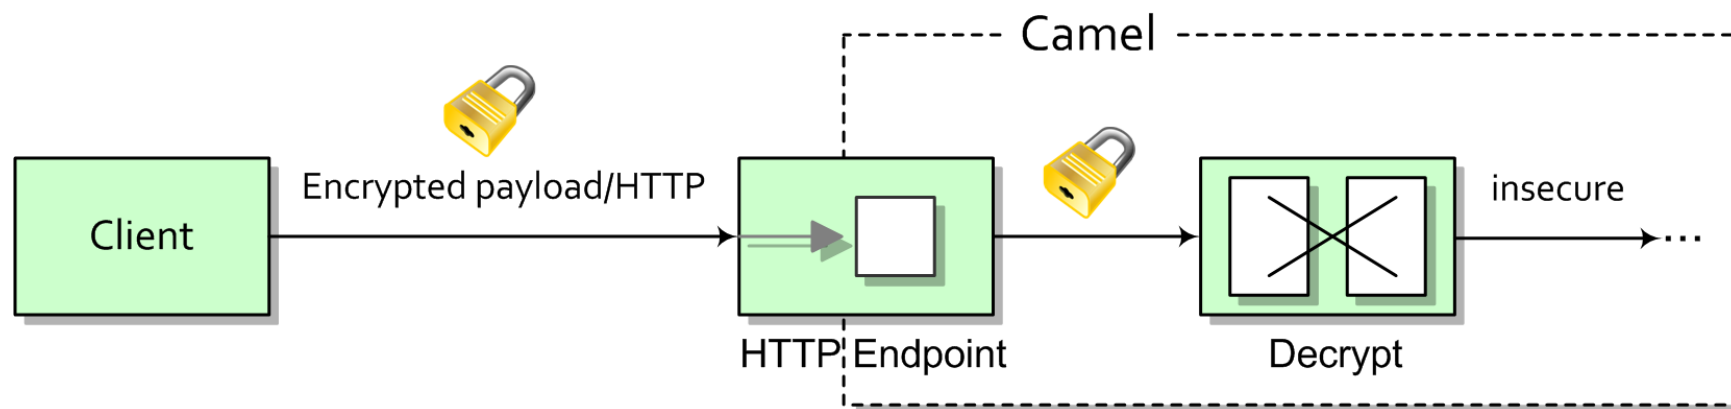 Camel
Encrypted payload/HTTP
Client
insecure
...
HTTP Endpoint
Decrypt